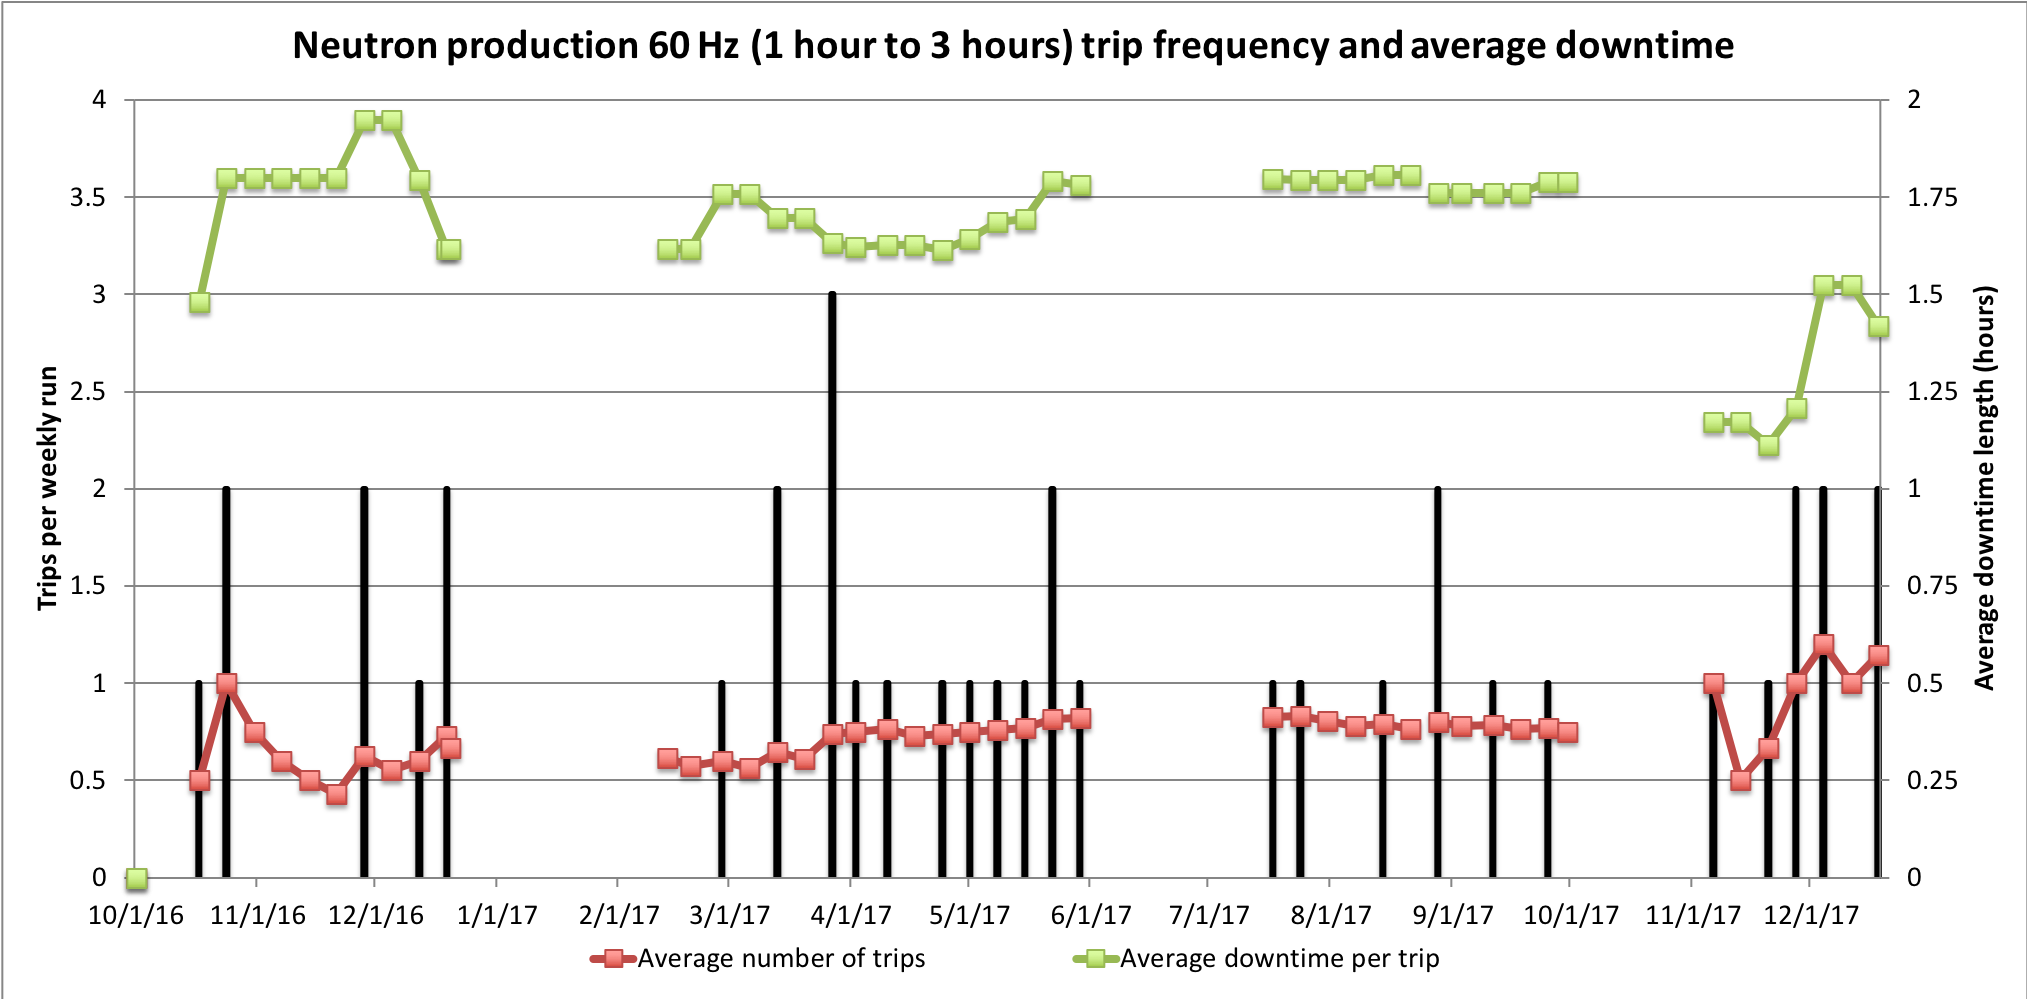 Neutron production 60 Hz (1 hour to 3 hours) trip frequency and average downtime
4 2
3.5 1.75
3 1.5
2.5 1.25
2 1
1.5 0.75
1 0.5
0.5 0.25
0 0
Trips per weekly run
Average downtime length (hours)
10/1/16 11/1/16 12/1/16 1/1/17 2/1/17 3/1/17 4/1/17 5/1/17 6/1/17 7/1/17 8/1/17 9/1/17 10/1/17 11/1/17 12/1/17
Average number of trips Average downtime per trip